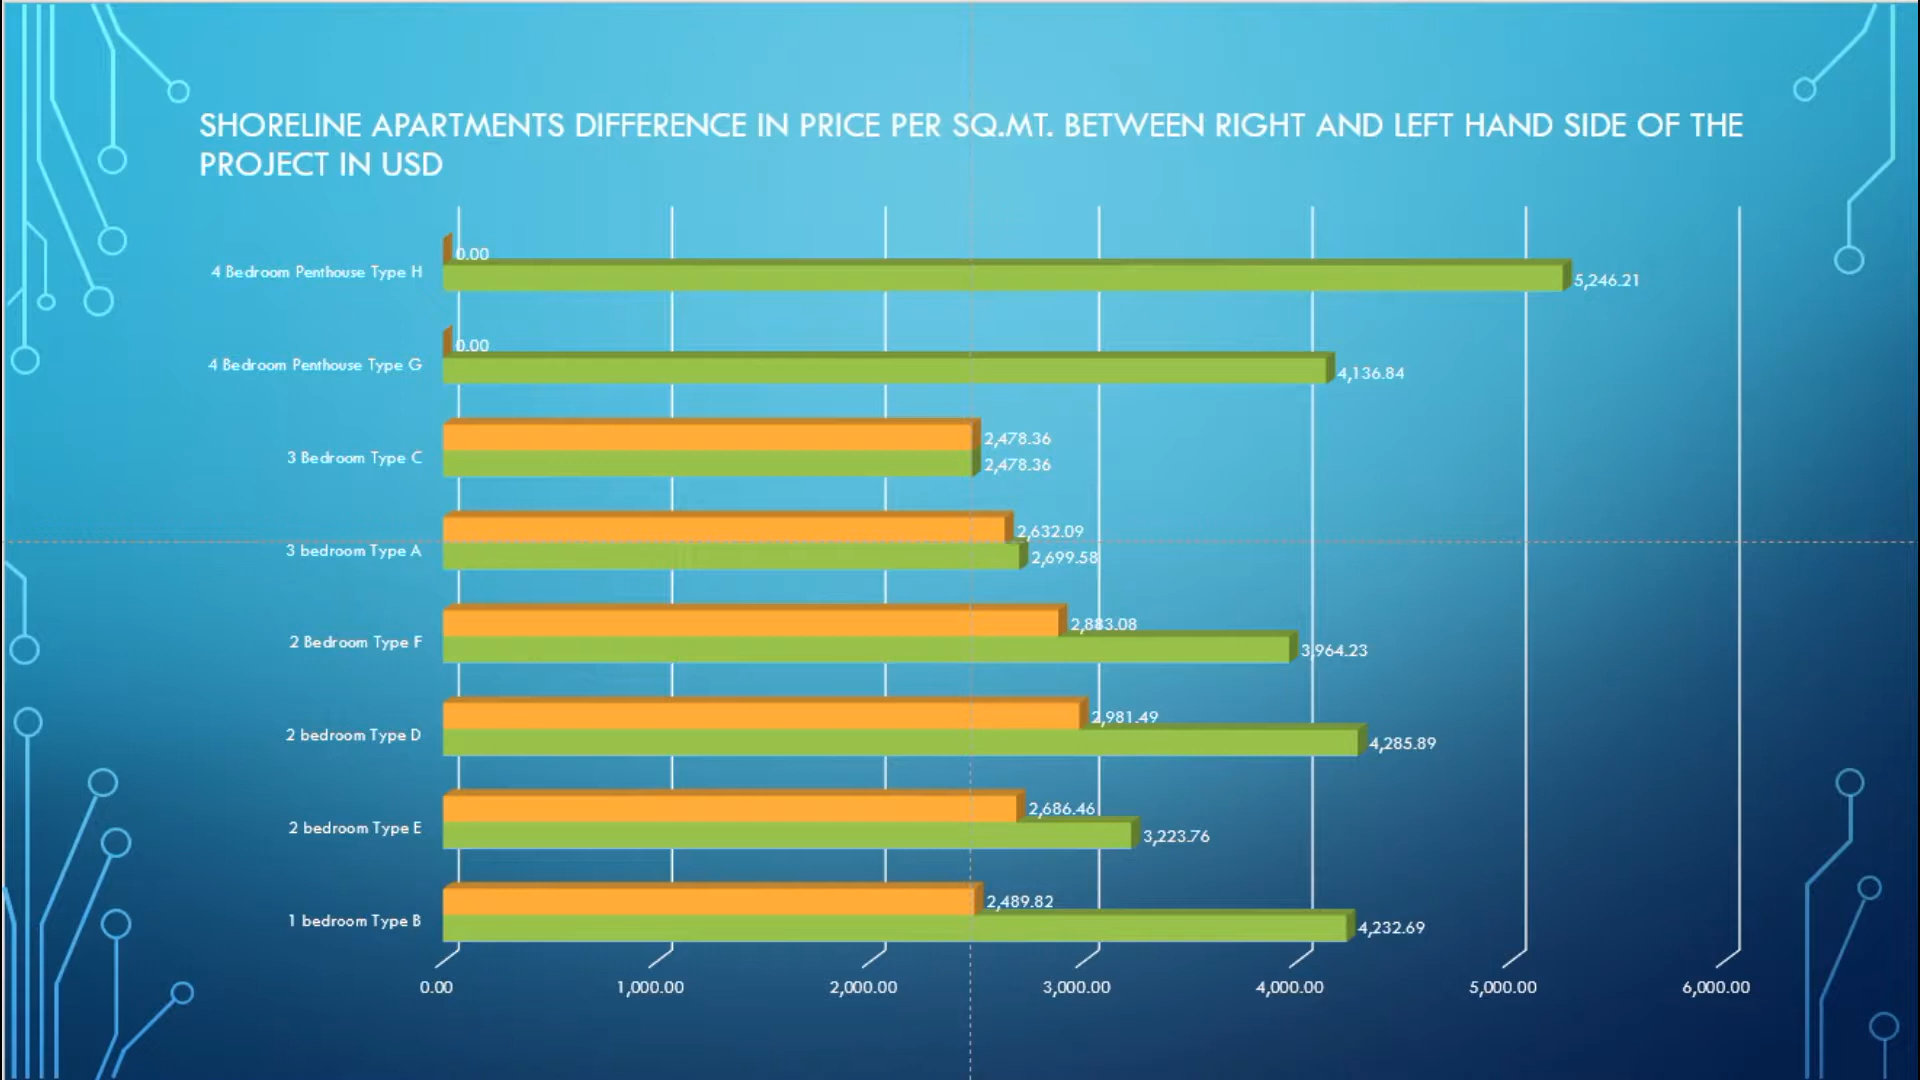 SHORELINE APARTMENTS DIFFERENCE IN PRICE PER SQ.MT. BETWEEN RIGHT AND LEFT HAND SIDE OF THE
PROJECT IN USD
0.00
4 Bedroom Penthouse Type H
5,246.21
0.00
4 Bedroom Penthouse Type G
4,136.84
2,478.36
3 Bedroom Type C
2,478.36
2,632.09
3 bedroom Type A
2,699.58
2,883.08
2 Bedroom Type F
3,964.23
2,981.49
2 bedroom Type D
4,285.89
2,686.46
2 bedroom Type E
3,223.76
2,489.82
1 bedroom Type B
4,232.69
0.00 1,000.00 2,000.00 3,000.00 4,000.00 5,000.00 6,000.00